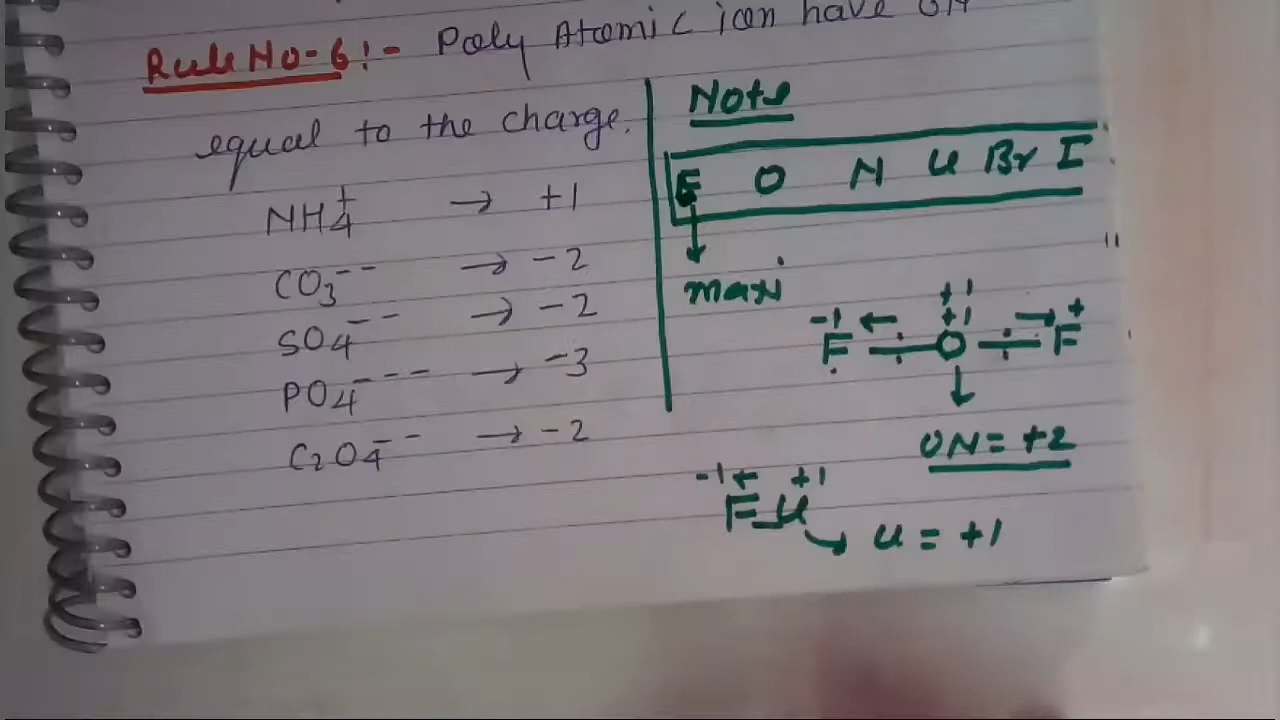 Rule No-6:- Poly Atomic ion have ON
equal to the charge.
NH₄⁺ → +1
CO₃⁻⁻ → -2
SO₄⁻⁻ → -2
PO₄⁻⁻⁻ → -3
C₂O₄⁻⁻ → -2
Note
F O N Cl Br I
↓
maxi
+1
-1 ← +1 → +
F — O — F
↓
ON = +2
-1 ← +1
F—Cl
→ Cl = +1